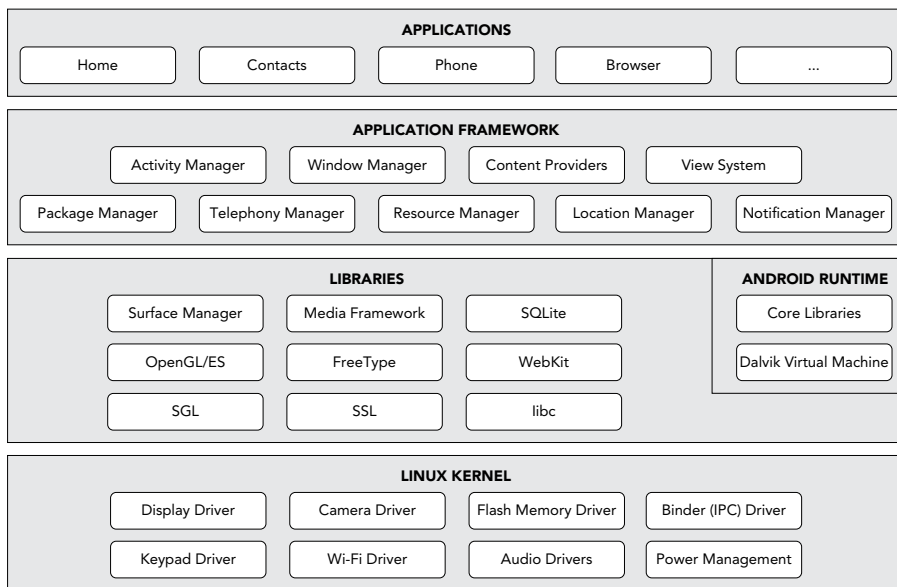 APPLICATIONS
Home Contacts Phone Browser ...
APPLICATION FRAMEWORK
Activity Manager Window Manager Content Providers View System
Package Manager Telephony Manager Resource Manager Location Manager Notification Manager
LIBRARIES
Surface Manager Media Framework SQLite
OpenGL/ES FreeType WebKit
SGL SSL libc
ANDROID RUNTIME
Core Libraries
Dalvik Virtual Machine
LINUX KERNEL
Display Driver Camera Driver Flash Memory Driver Binder (IPC) Driver
Keypad Driver Wi-Fi Driver Audio Drivers Power Management